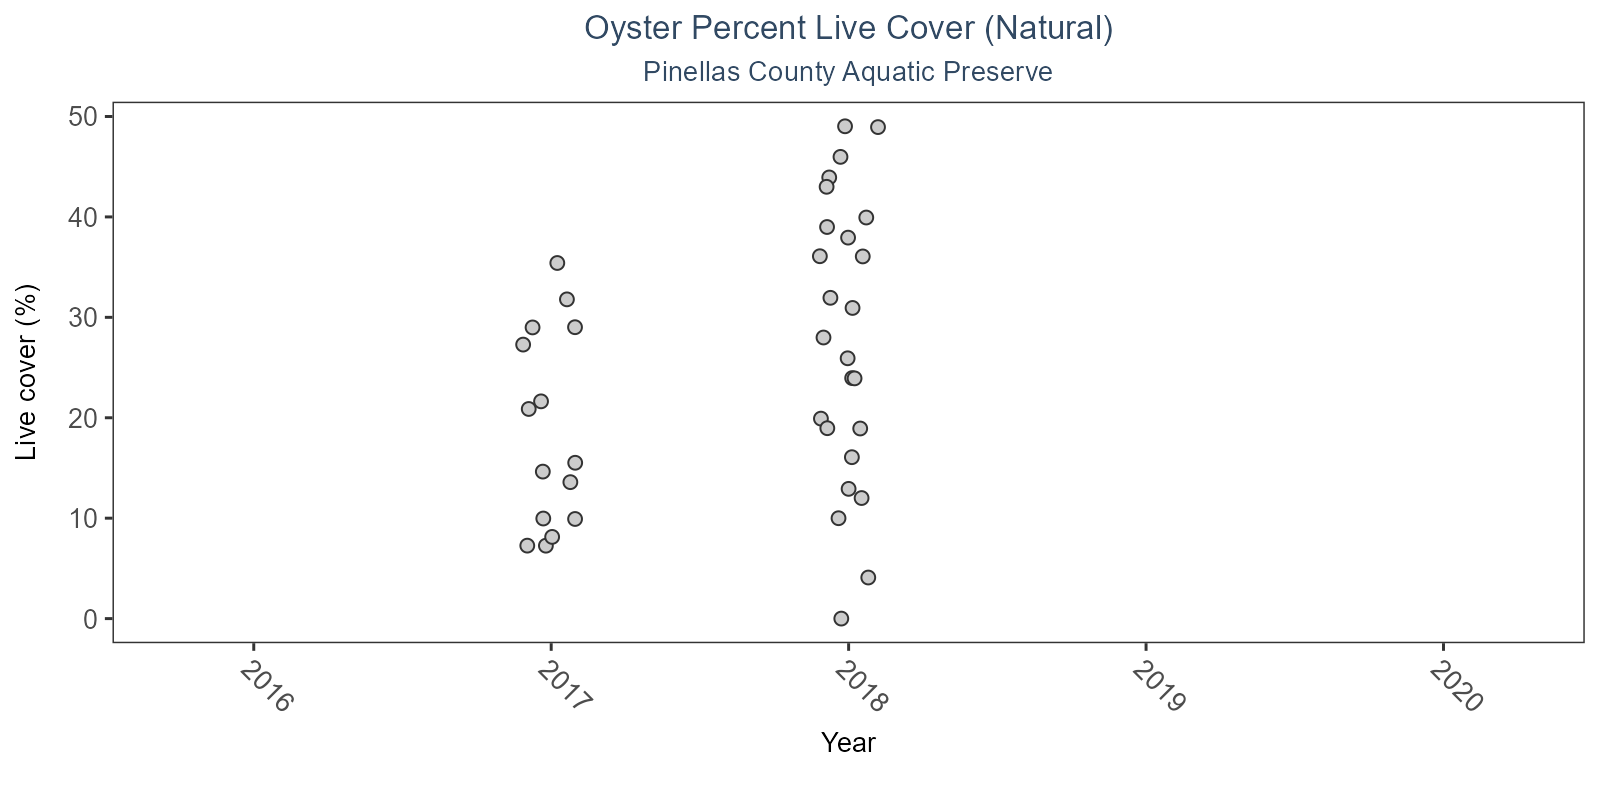 Oyster Percent Live Cover (Natural)
Pinellas County Aquatic Preserve
Live cover (%)
50
40
30
20
10
0
2016
2017
2018
2019
2020
Year